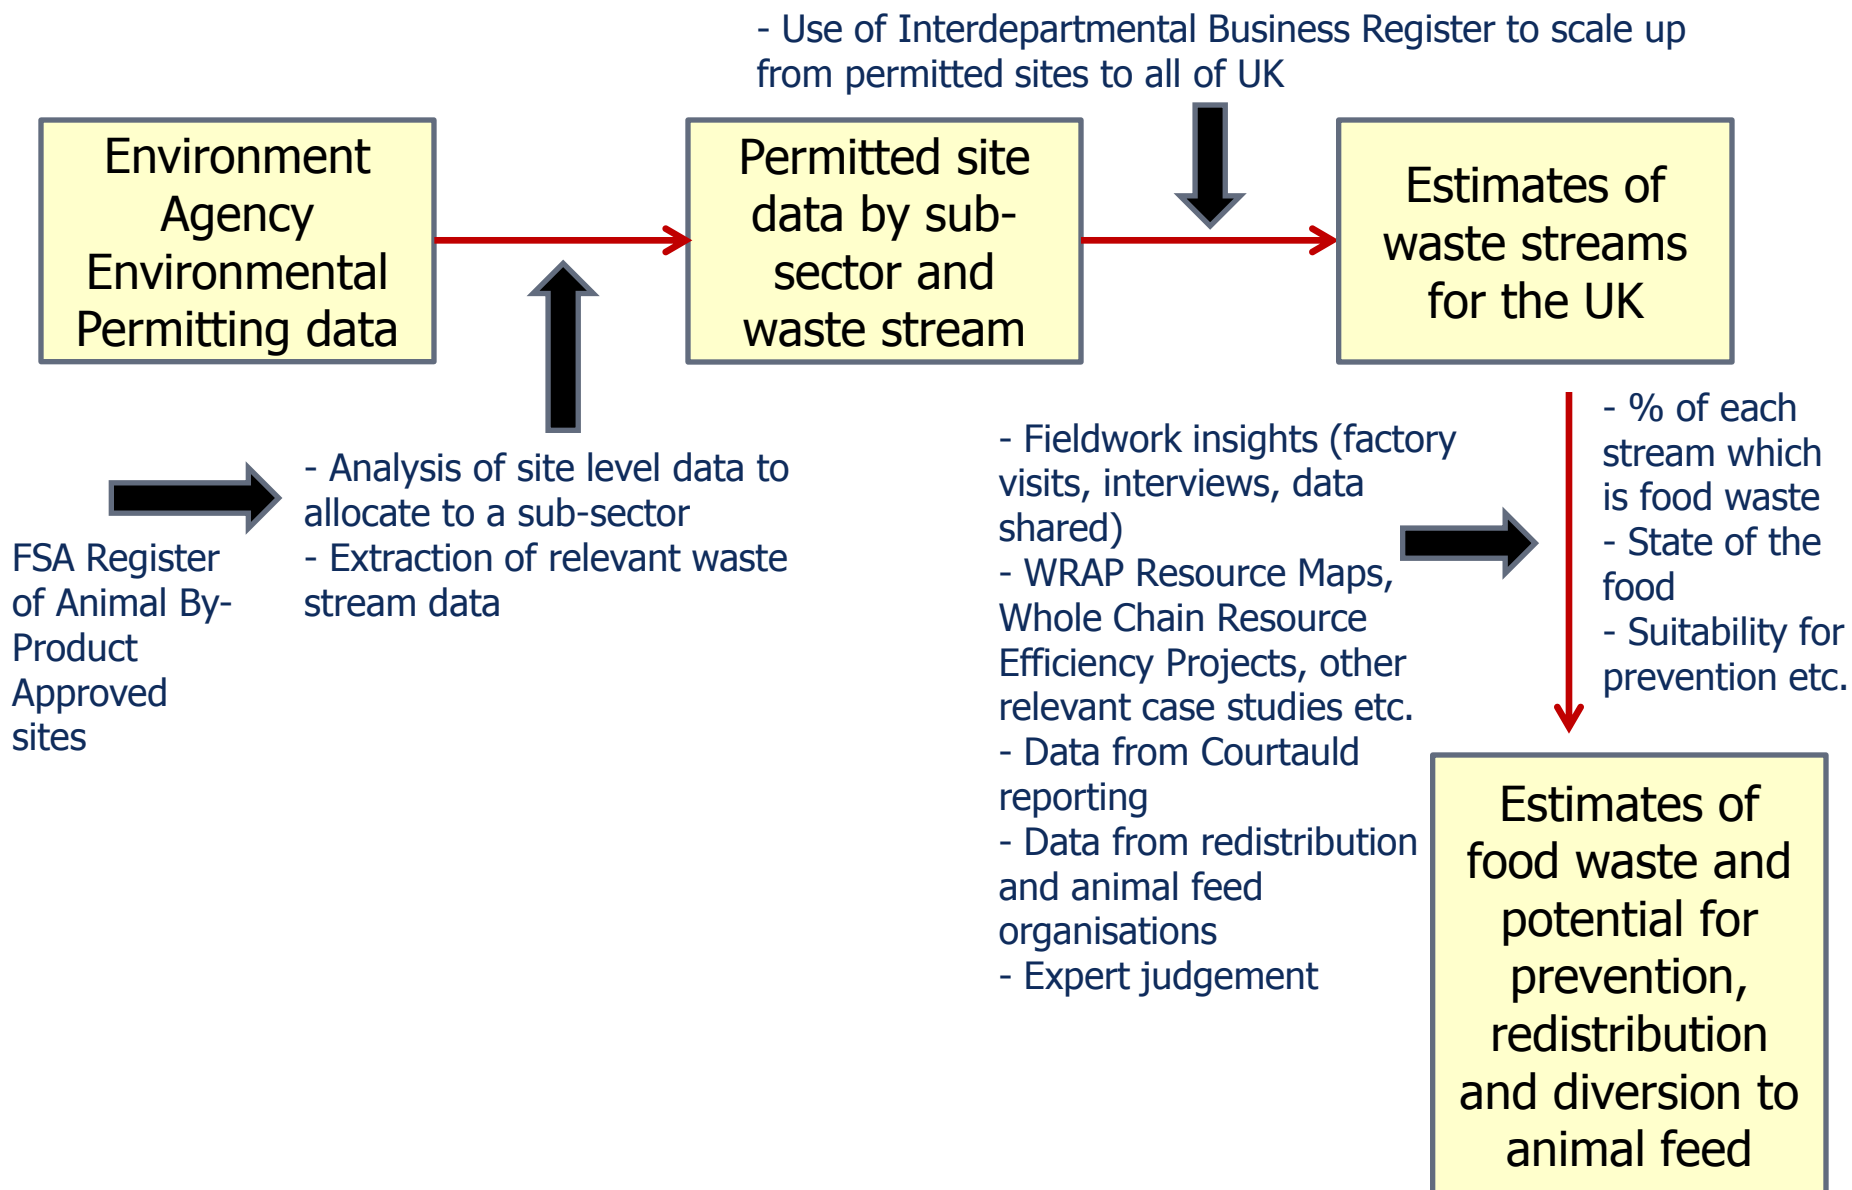 - Use of Interdepartmental Business Register to scale up
from permitted sites to all of UK
Environment
Agency
Environmental
Permitting data
Permitted site
data by sub-
sector and
waste stream
Estimates of
waste streams
for the UK
FSA Register
of Animal By-
Product
Approved
sites
- Analysis of site level data to
allocate to a sub-sector
- Extraction of relevant waste
stream data
- Fieldwork insights (factory
visits, interviews, data
shared)
- WRAP Resource Maps,
Whole Chain Resource
Efficiency Projects, other
relevant case studies etc.
- Data from Courtauld
reporting
- Data from redistribution
and animal feed
organisations
- Expert judgement
- % of each
stream which
is food waste
- State of the
food
- Suitability for
prevention etc.
Estimates of
food waste and
potential for
prevention,
redistribution
and diversion to
animal feed